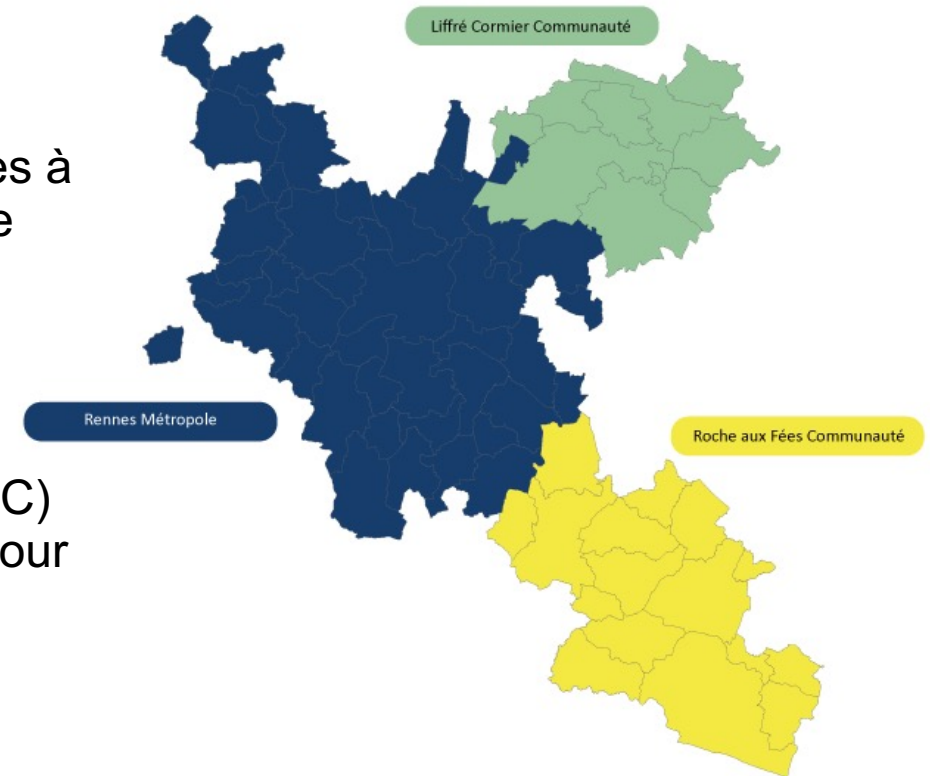 Liffré Cormier Communauté
es à
e
Rennes Métropole
Roche aux Fées Communauté
C)
our